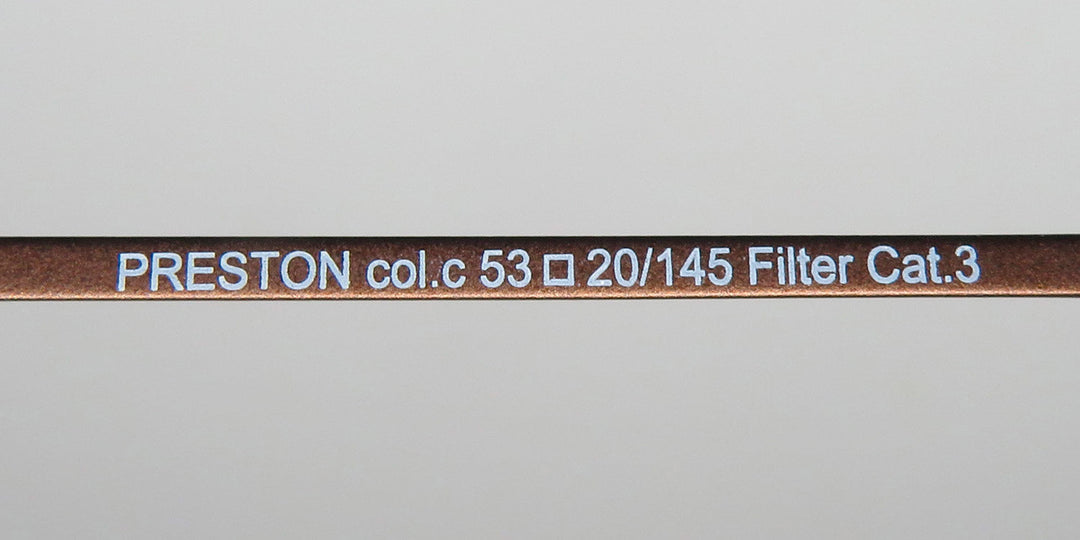 PRESTON col.c 53□20/145 Filter Cat.3